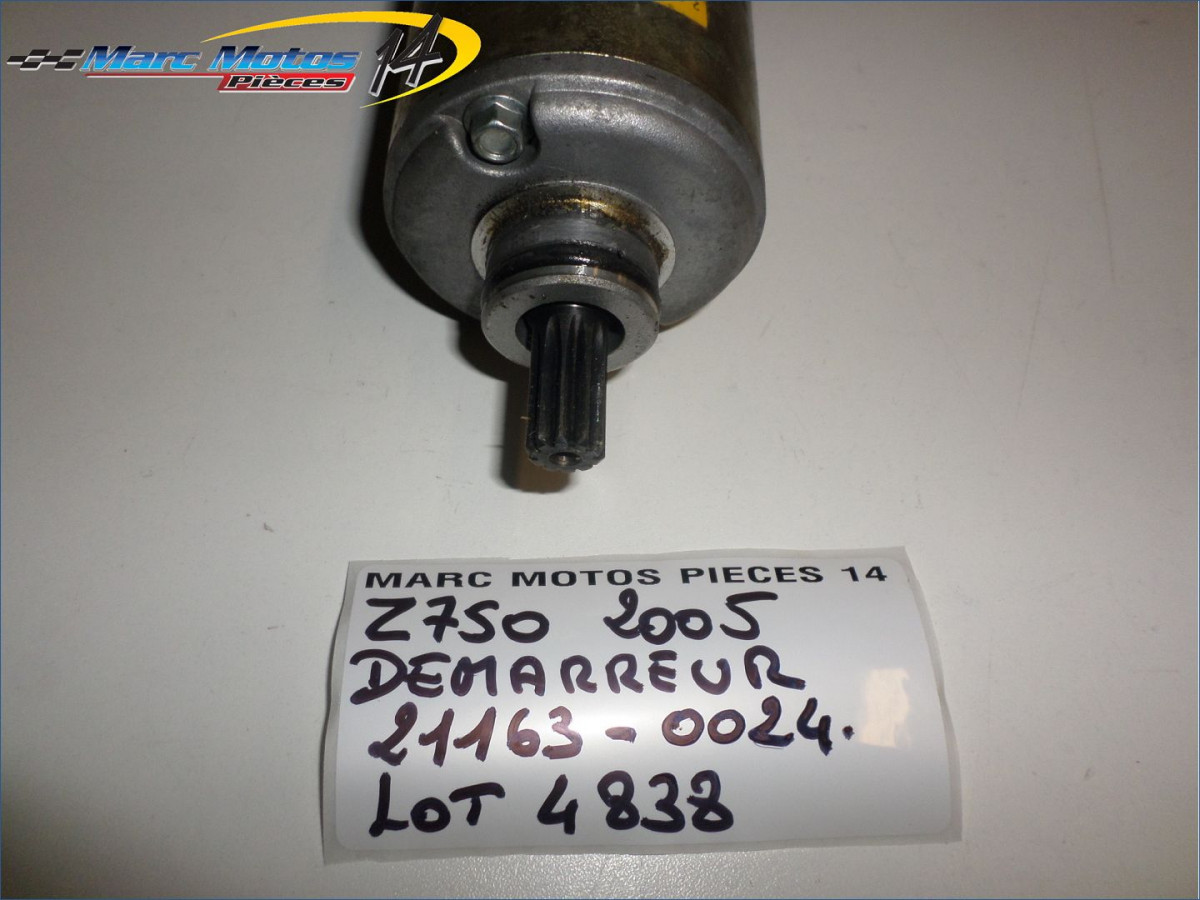 Marc Motos 14
Pièces
MARC MOTOS PIECES 14
Z750 2005
DEMARREUR
21163-0024.
LOT 4838